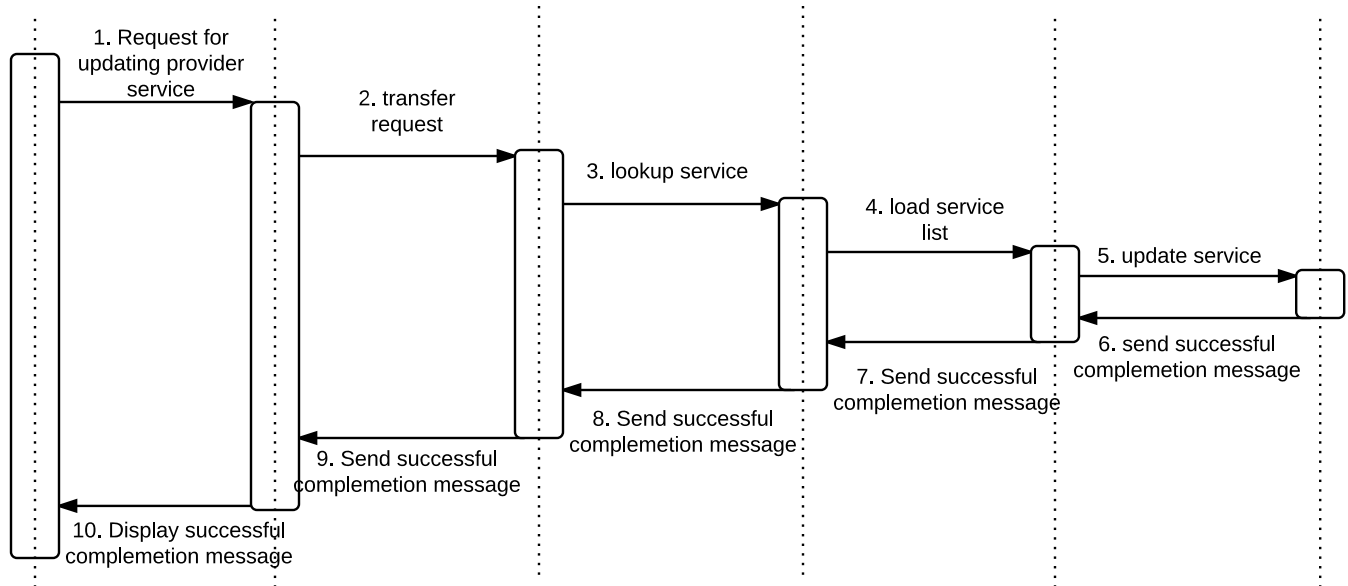 1. Request for
updating provider
service
2. transfer
request
3. lookup service
4. load service
list
5. update service
6. send successful
complemetion message
7. Send successful
complemetion message
8. Send successful
complemetion message
9. Send successful
complemetion message
10. Display successful
complemetion message